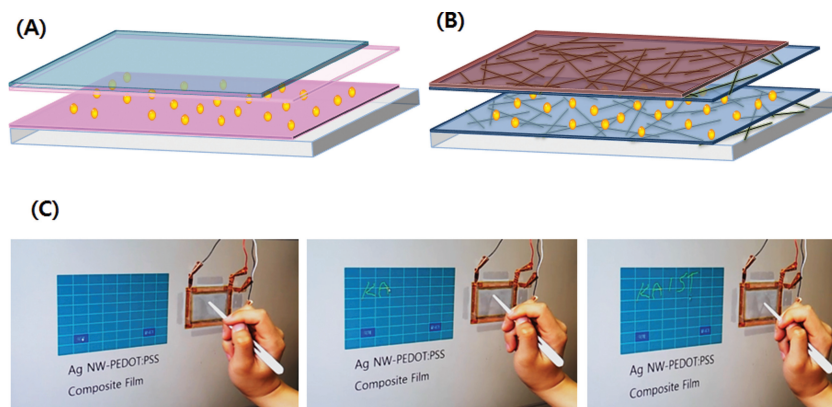 (A)
(B)
(C)
Ag NW-PEDOT:PSS
Composite Film
KA
Ag NW-PEDOT:PSS
Composite Film
KAIST
Ag NW-PEDOT:PSS
Composite Film